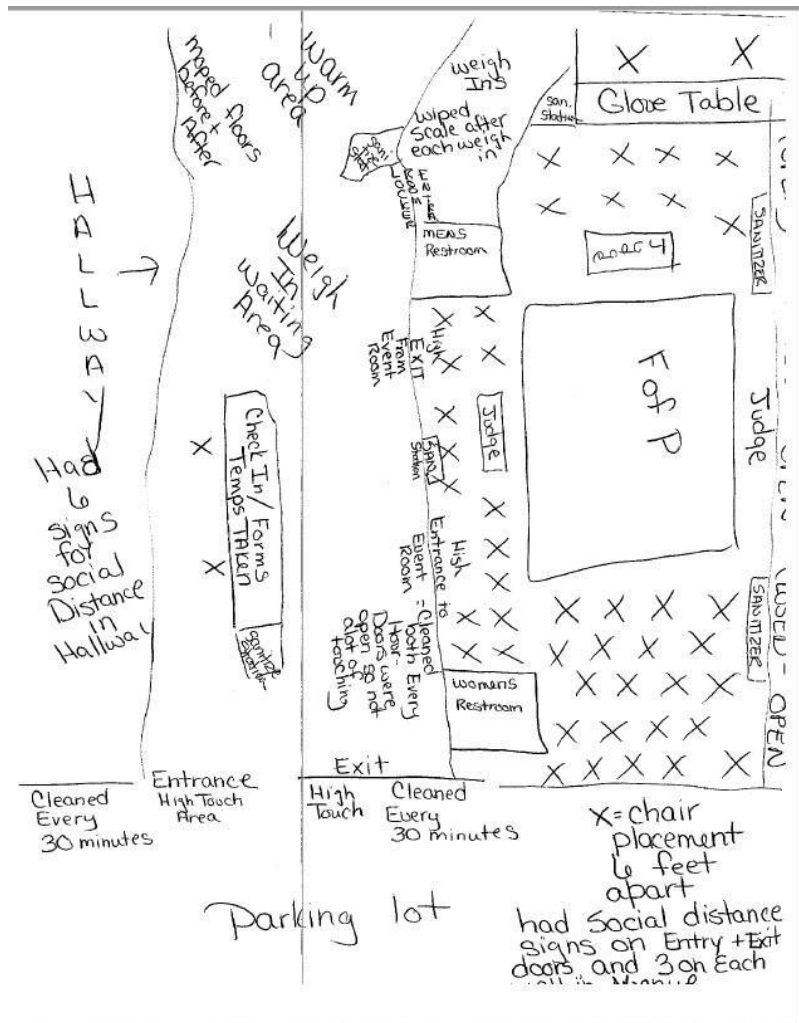 moped floors
before +
After
Warm
up
area
weigh
Ins
wiped
scale after
each weigh
in
san.
Station
X X
Glove Table
X X X X
X X X X
MENS
Restroom
SANITIZER
HALLWAY
Weigh
In
Waiting
Area
High
EXIT
From
Event
Room
X X
X X
X
X
X
Judge
F of P
Judge
Check In/ Forms
Temps TAKEN
X
X
SANI
Station
Had
6
signs
for
Social
Distance
in
Hallway
High
Entrance to
Event
Room
= Cleaned
both Every
Hour-
Doors were
open so not
alot of
touching
X
X
X
X X
X X
X X X X
X X X X
X X X X
X X X X
X X X X X
SANITIZER
OPEN
womens
Restroom
Exit
Entrance
High Touch
Area
Cleaned
Every
30 minutes
High
Touch
Cleaned
Every
30 minutes
X=chair
placement
6 feet
apart
Parking lot
had Social distance
signs on Entry + Exit
doors and 3 on Each